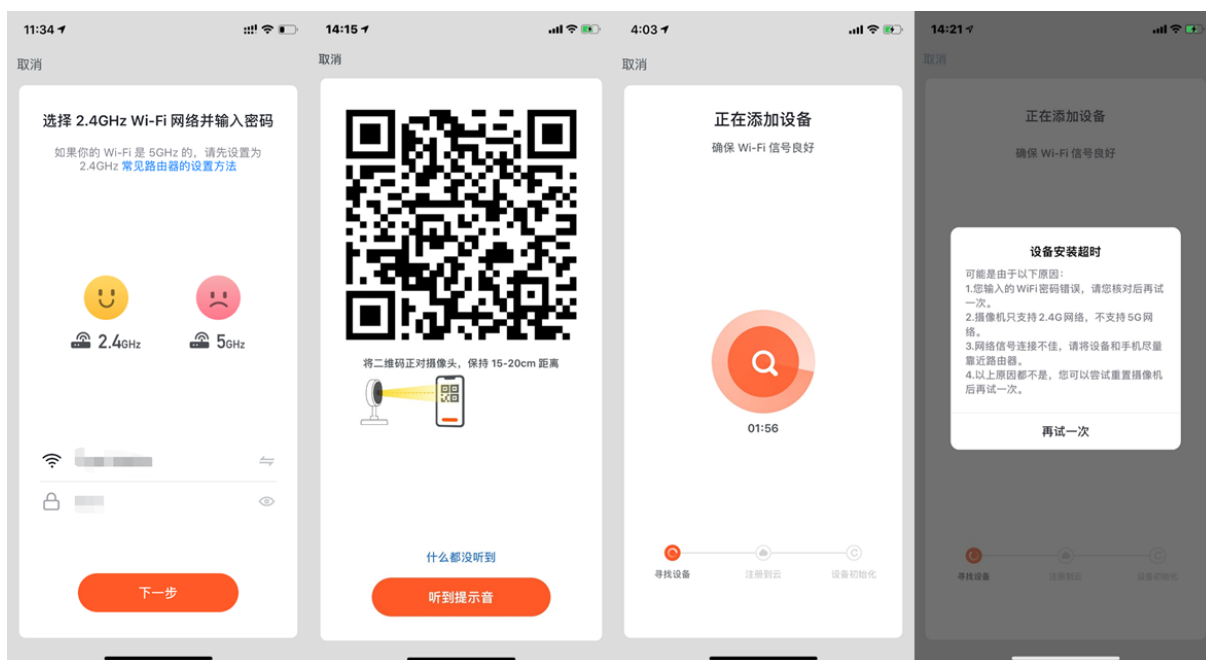 11:34
取消
选择 2.4GHz Wi-Fi 网络并输入密码
如果你的 Wi-Fi 是 5GHz 的，请先设置为
2.4GHz 常见路由器的设置方法
2.4GHz
5GHz
下一步
14:15
取消
将二维码正对摄像头，保持 15-20cm 距离
什么都没听到
听到提示音
4:03
取消
正在添加设备
确保 Wi-Fi 信号良好
01:56
寻找设备
注册到云
设备初始化
14:21
取消
正在添加设备
确保 Wi-Fi 信号良好
设备安装超时
可能是由于以下原因：
1.您输入的WiFi密码错误，请您核对后再试
一次。
2.摄像机只支持2.4G网络，不支持5G网
络。
3.网络信号连接不佳，请将设备和手机尽量
靠近路由器。
4.以上原因都不是，您可以尝试重置摄像机
后再试一次。
再试一次
寻找设备
注册到云
设备初始化